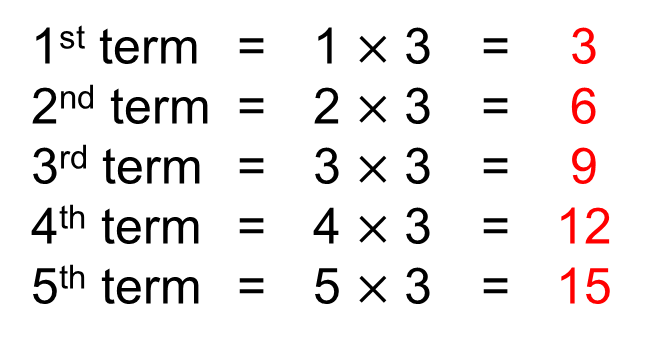 1st term = 1 × 3 = 3
2nd term = 2 × 3 = 6
3rd term = 3 × 3 = 9
4th term = 4 × 3 = 12
5th term = 5 × 3 = 15